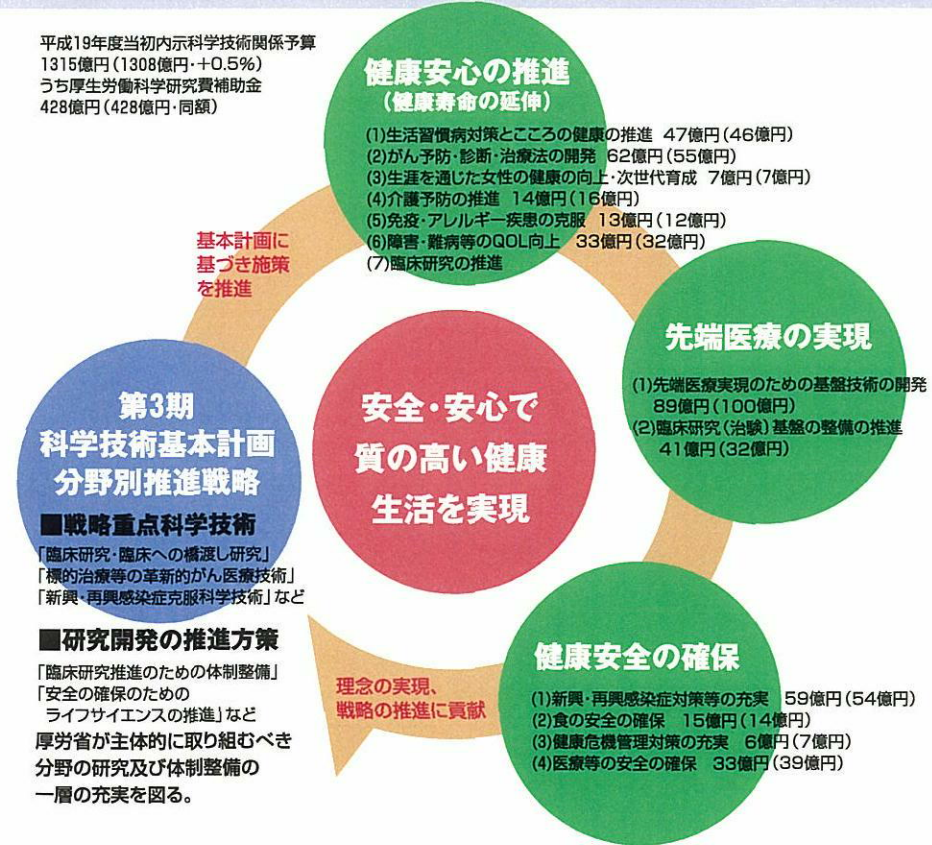 平成19年度当初内示科学技術関係予算
1315億円(1308億円・+0.5%)
うち厚生労働科学研究費補助金
428億円(428億円・同額)
健康安心の推進
(健康寿命の延伸)
(1)生活習慣病対策とこころの健康の推進 47億円(46億円)
(2)がん予防・診断・治療法の開発 62億円(55億円)
(3)生涯を通じた女性の健康の向上・次世代育成 7億円(7億円)
(4)介護予防の推進 14億円(16億円)
(5)免疫・アレルギー疾患の克服 13億円(12億円)
(6)障害・難病等のQOL向上 33億円(32億円)
(7)臨床研究の推進
基本計画に
基づき施策
を推進
先端医療の実現
(1)先端医療実現のための基盤技術の開発
89億円(100億円)
(2)臨床研究(治験)基盤の整備の推進
41億円(32億円)
安全・安心で
質の高い健康
生活を実現
第3期
科学技術基本計画
分野別推進戦略
■戦略重点科学技術
「臨床研究・臨床への橋渡し研究」
「標的治療等の革新的がん医療技術」
「新興・再興感染症克服科学技術」など
■研究開発の推進方策
「臨床研究推進のための体制整備」
「安全の確保のための
ライフサイエンスの推進」など
厚労省が主体的に取り組むべき
分野の研究及び体制整備の
一層の充実を図る。
理念の実現、
戦略の推進に貢献
健康安全の確保
(1)新興・再興感染症対策等の充実 59億円(54億円)
(2)食の安全の確保 15億円(14億円)
(3)健康危機管理対策の充実 6億円(7億円)
(4)医療等の安全の確保 33億円(39億円)